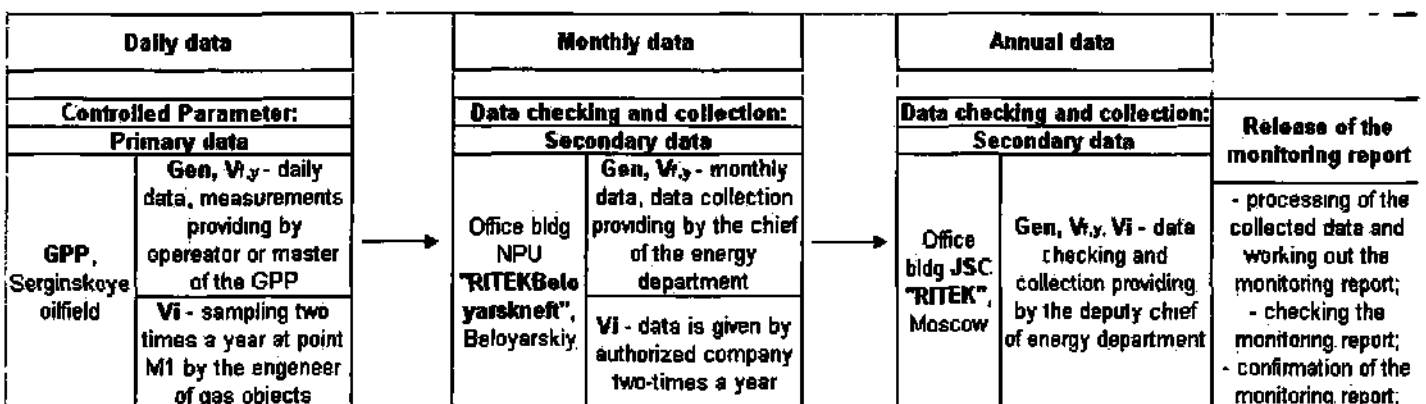 Daily data
Monthly data
Annual data
Controlled Parameter:
Primary data
GPP,
Serginskoye
oilfield
Gen, Vf,y - daily
data, measurements
providing by
opereator or master
of the GPP
Vi - sampling two
times a year at point
M1 by the engeneer
of gas objects
Data checking and collection:
Secondary data
Office bldg
NPU
"RITEKBelo
yarskneft",
Beloyarskiy
Gen, Vf,y - monthly
data, data collection
providing by the chief
of the energy
department
Vi - data is given by
authorized company
two-times a year
Data checking and collection:
Secondary data
Office
bldg JSC
"RITEK",
Moscow
Gen, Vf,y, Vi - data
checking and
collection providing
by the deputy chief
of energy department
Release of the
monitoring report
- processing of the
collected data and
working out the
monitoring report;
- checking the
monitoring report;
- confirmation of the
monitoring report;